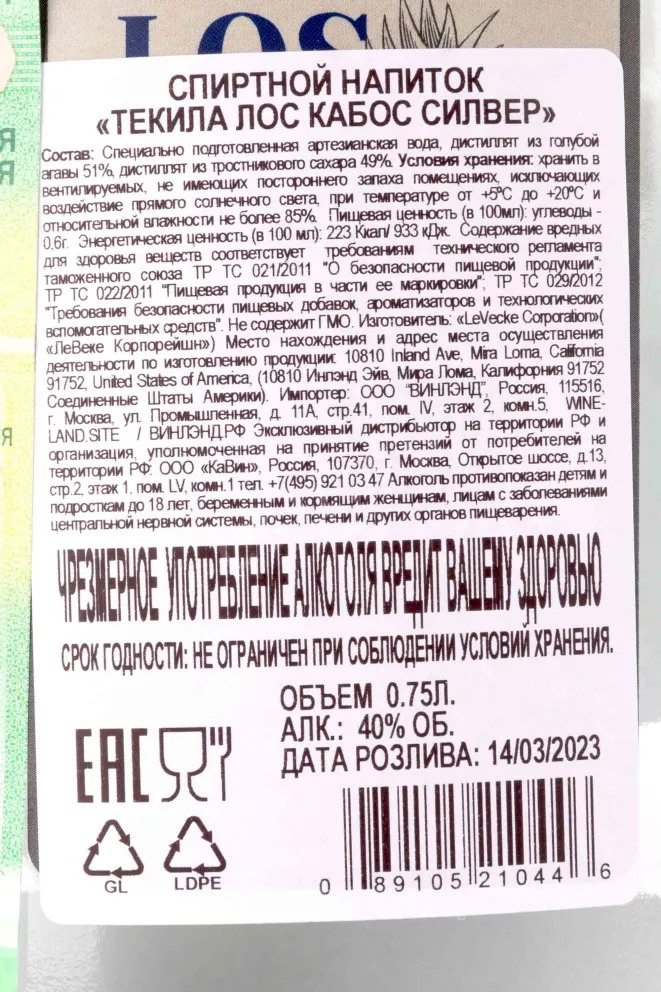 LOS
СПИРТНОЙ НАПИТОК
«ТЕКИЛА ЛОС КАБОС СИЛВЕР»
Состав: Специально подготовленная артезианская вода, дистиллят из голубой
агавы 51%, дистиллят из тростникового сахара 49%. Условия хранения: хранить в
вентилируемых, не имеющих постороннего запаха помещениях, исключающих
воздействие прямого солнечного света, при температуре от +5°С до +20°С и
относительной влажности не более 85%. Пищевая ценность (в 100мл): углеводы -
0,6г. Энергетическая ценность (в 100 мл): 223 Ккал/ 933 кДж. Содержание вредных
для здоровья веществ соответствует требованиям технического регламента
таможенного союза ТР ТС 021/2011 "О безопасности пищевой продукции";
ТР ТС 022/2011 "Пищевая продукция в части ее маркировки"; ТР ТС 029/2012
"Требования безопасности пищевых добавок, ароматизаторов и технологических
вспомогательных средств". Не содержит ГМО. Изготовитель: «LeVecke Corporation»(
«ЛеВеке Корпорейшн») Место нахождения и адрес места осуществления
деятельности по изготовлению продукции: 10810 Inland Ave, Mira Loma, California
91752, United States of America, (10810 Инлэнд Эйв, Мира Лома, Калифорния 91752
Соединенные Штаты Америки). Импортер: ООО "ВИНЛЭНД", Россия, 115516,
г. Москва, ул. Промышленная, д. 11А, стр.41, пом. IV, этаж 2, комн.5, WINE-
LAND.SITE / ВИНЛЭНД.РФ Эксклюзивный дистрибьютор на территории РФ и
организация, уполномоченная на принятие претензий от потребителей на
территории РФ: ООО «КаВин», Россия, 107370, г. Москва, Открытое шоссе, д.13,
стр.2, этаж 1, пом. LV, комн.1 тел. +7(495) 921 03 47 Алкоголь противопоказан детям и
подросткам до 18 лет, беременным и кормящим женщинам, лицам с заболеваниями
центральной нервной системы, почек, печени и других органов пищеварения.
ЧРЕЗМЕРНОЕ УПОТРЕБЛЕНИЕ АЛКОГОЛЯ ВРЕДИТ ВАШЕМУ ЗДОРОВЬЮ
СРОК ГОДНОСТИ: НЕ ОГРАНИЧЕН ПРИ СОБЛЮДЕНИИ УСЛОВИЙ ХРАНЕНИЯ.
ОБЪЕМ 0.75Л.
АЛК.: 40% ОБ.
ДАТА РОЗЛИВА: 14/03/2023
EAC
GL LDPE
0 89105 21044 6